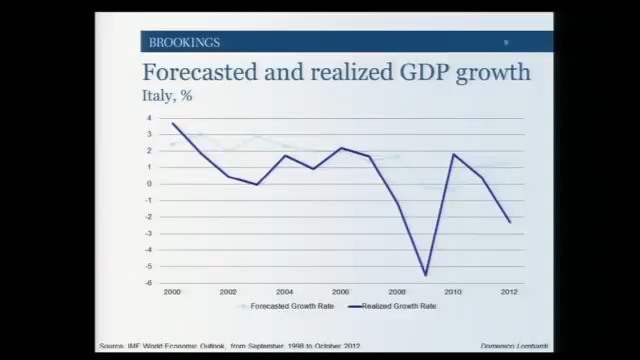 BROOKINGS
Forecasted and realized GDP growth
Italy, %
4
3
2
1
0
-1
-2
-3
-4
-5
-6
2000 2002 2004 2006 2008 2010 2012
Forecasted Growth Rate Realized Growth Rate
Source: IMF World Economic Outlook, from September, 1998 to October 2012. Domenico Lombardi